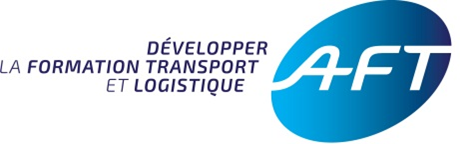 DÉVELOPPER
LA FORMATION TRANSPORT
ET LOGISTIQUE
AFT